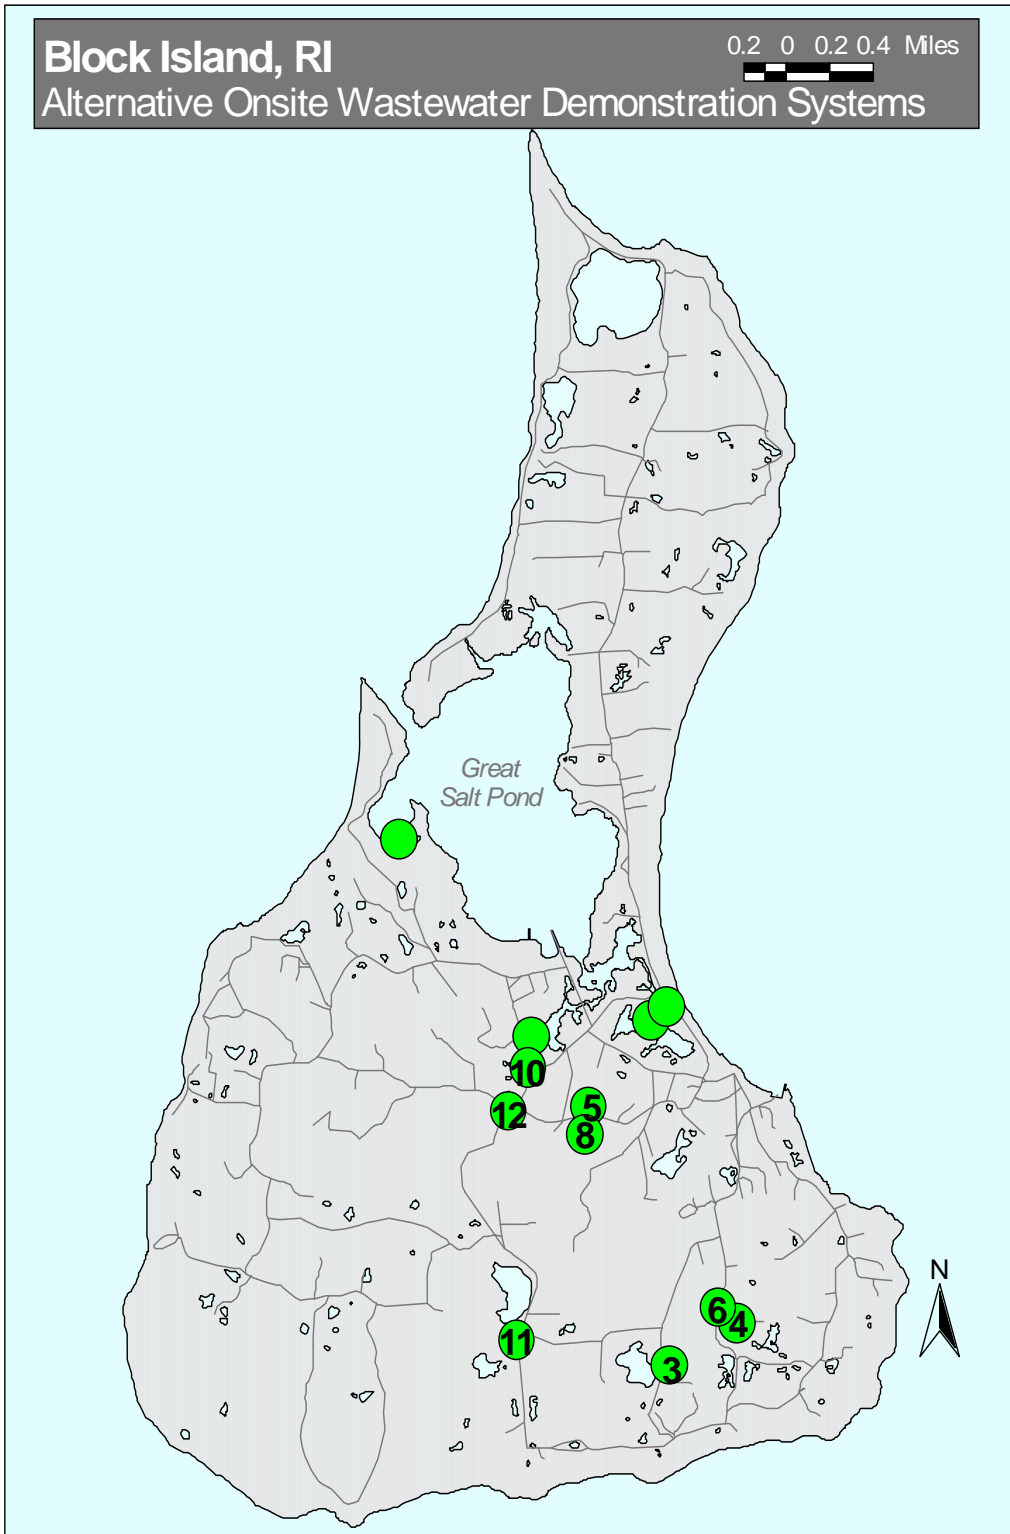 Block Island, RI
0.2 0 0.2 0.4 Miles
Alternative Onsite Wastewater Demonstration Systems
Great
Salt Pond
10
5
12
8
N
6
4
11
3